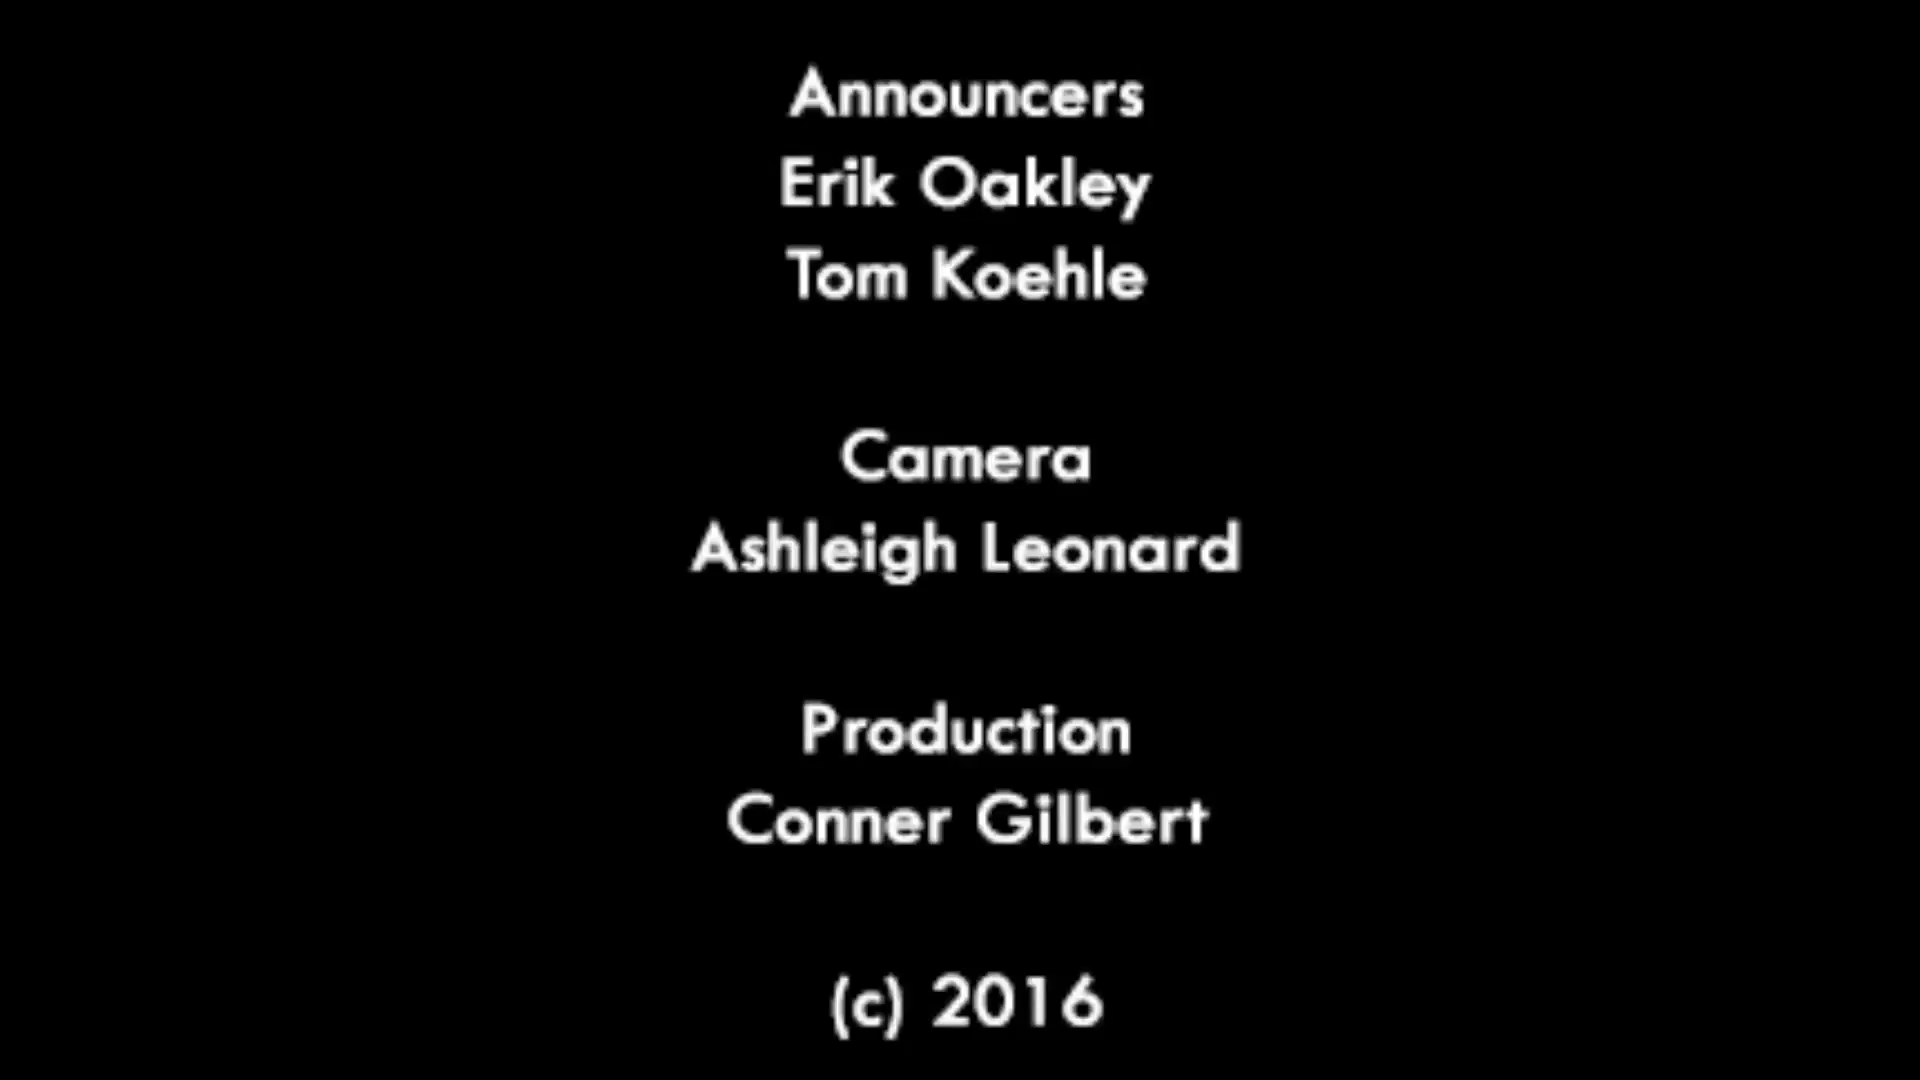 Announcers
Erik Oakley
Tom Koehle
Camera
Ashleigh Leonard
Production
Conner Gilbert
(c) 2016